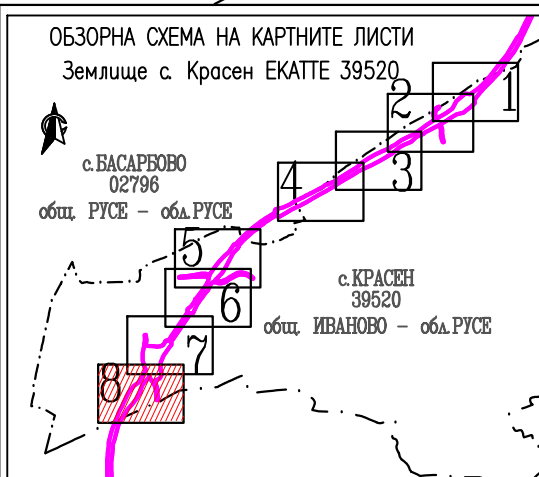 ОБЗОРНА СХЕМА НА КАРТНИТЕ ЛИСТИ
Землище с. Красен ЕКАТТЕ 39520
1
2
3
с.БАСАРБОВО
02796
общ. РУСЕ - обл.РУСЕ
4
5
с.КРАСЕН
39520
общ. ИВАНОВО - обл.РУСЕ
6
7
8